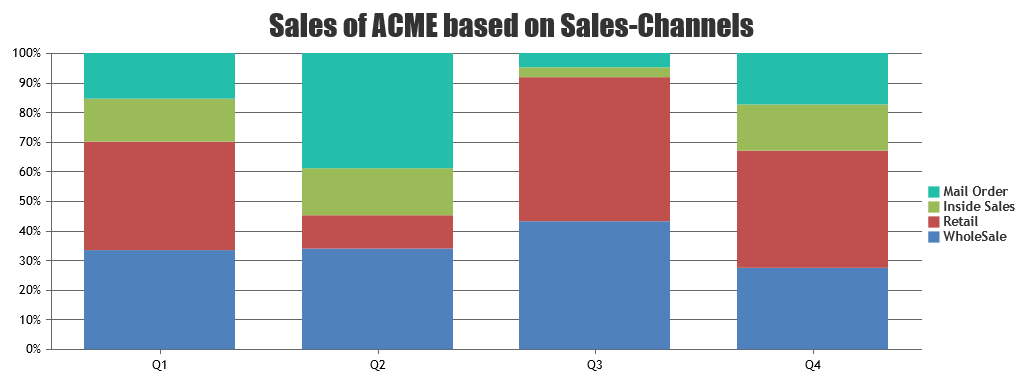 Sales of ACME based on Sales-Channels
100%
90%
80%
70%
60%
50%
40%
30%
20%
10%
0%
Q1
Q2
Q3
Q4
Mail Order
Inside Sales
Retail
WholeSale